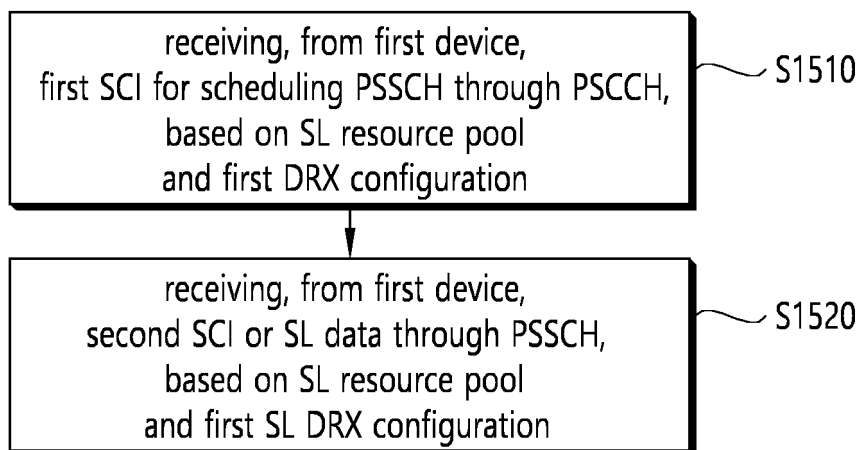 receiving, from first device,
first SCI for scheduling PSSCH through PSCCH,
based on SL resource pool
and first DRX configuration
S1510
receiving, from first device,
second SCI or SL data through PSSCH,
based on SL resource pool
and first SL DRX configuration
S1520